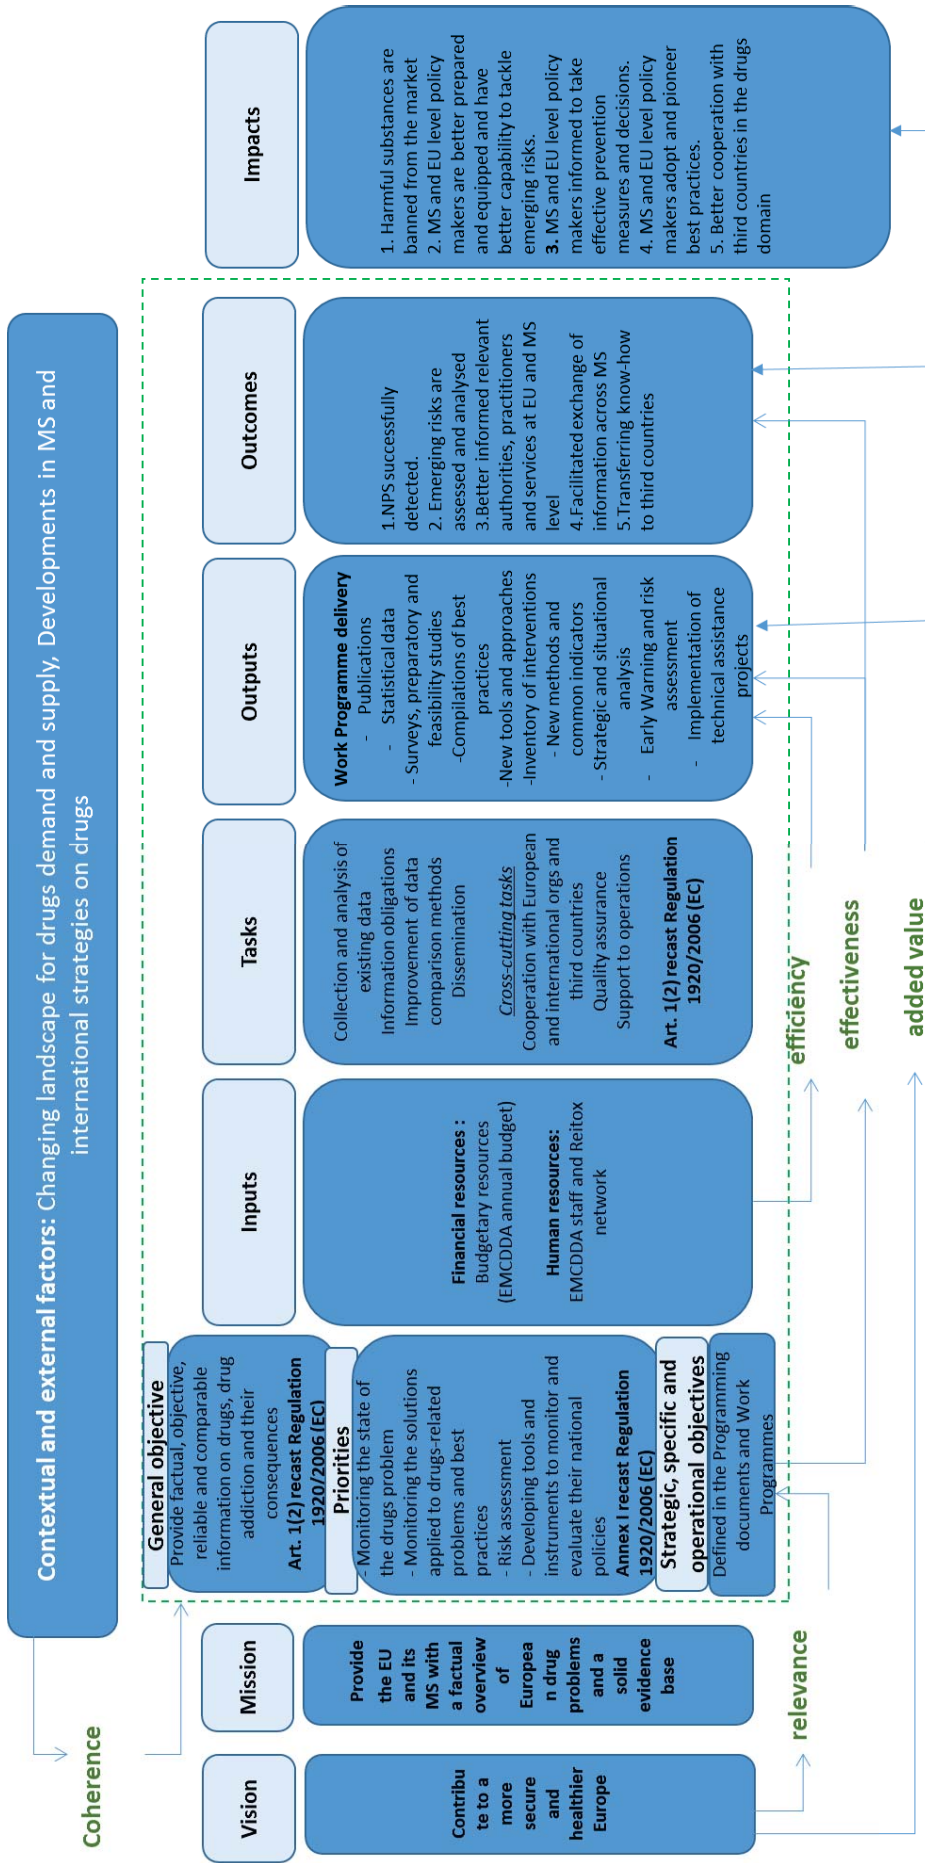 Contextual and external factors: Changing landscape for drugs demand and supply, Developments in MS and
international strategies on drugs
Coherence
Vision
Contribu
te to a
more
secure
and
healthier
Europe
Mission
Provide
the EU
and its
MS with
a factual
overview
of
Europea
n drug
problems
and a
solid
evidence
base
General objective
Provide factual, objective,
reliable and comparable
information on drugs, drug
addiction and their
consequences
Art. 1(2) recast Regulation
1920/2006 (EC)
Priorities
- Monitoring the state of
the drugs problem
- Monitoring the solutions
applied to drugs-related
problems and best
practices
- Risk assessment
- Developing tools and
instruments to monitor and
evaluate their national
policies
Annex I recast Regulation
1920/2006 (EC)
Strategic, specific and
operational objectives
Defined in the Programming
documents and Work
Programmes
Inputs
Financial resources :
Budgetary resources
(EMCDDA annual budget)
Human resources:
EMCDDA staff and Reitox
network
Tasks
Collection and analysis of
existing data
Information obligations
Improvement of data
comparison methods
Dissemination
Cross-cutting tasks
Cooperation with European
and international orgs and
third countries
Quality assurance
Support to operations
Art. 1(2) recast Regulation
1920/2006 (EC)
Outputs
Work Programme delivery
- Publications
- Statistical data
- Surveys, preparatory and
feasibility studies
-Compilations of best
practices
-New tools and approaches
-Inventory of interventions
- New methods and
common indicators
- Strategic and situational
analysis
- Early Warning and risk
assessment
- Implementation of
technical assistance
projects
Outcomes
1.NPS successfully
detected.
2. Emerging risks are
assessed and analysed
3.Better informed relevant
authorities, practitioners
and services at EU and MS
level
4.Facilitated exchange of
information across MS
5.Transferring know-how
to third countries
Impacts
1. Harmful substances are
banned from the market
2. MS and EU level policy
makers are better prepared
and equipped and have
better capability to tackle
emerging risks.
3. MS and EU level policy
makers informed to take
effective prevention
measures and decisions.
4. MS and EU level policy
makers adopt and pioneer
best practices.
5. Better cooperation with
third countries in the drugs
domain
relevance
efficiency
effectiveness
added value